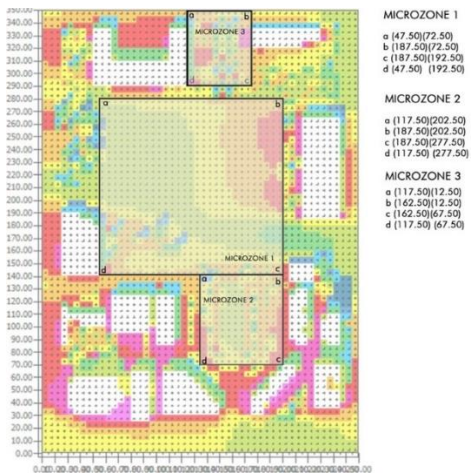 350.00
340.00
330.00
320.00
310.00
300.00
290.00
280.00
270.00
260.00
250.00
240.00
230.00
220.00
210.00
200.00
190.00
180.00
170.00
160.00
150.00
140.00
130.00
120.00
110.00
100.00
90.00
80.00
70.00
60.00
50.00
40.00
30.00
20.00
10.00
0.00
a b
MICROZONE 3
d c
a b
MICROZONE 1
d c
a b
MICROZONE 2
d c
MICROZONE 1
a (47.50)(72.50)
b (187.50)(72.50)
c (187.50)(192.50)
d (47.50) (192.50)
MICROZONE 2
a (117.50)(202.50)
b (187.50)(202.50)
c (187.50)(277.50)
d (117.50) (277.50)
MICROZONE 3
a (117.50)(12.50)
b (162.50)(12.50)
c (162.50)(67.50)
d (117.50) (67.50)